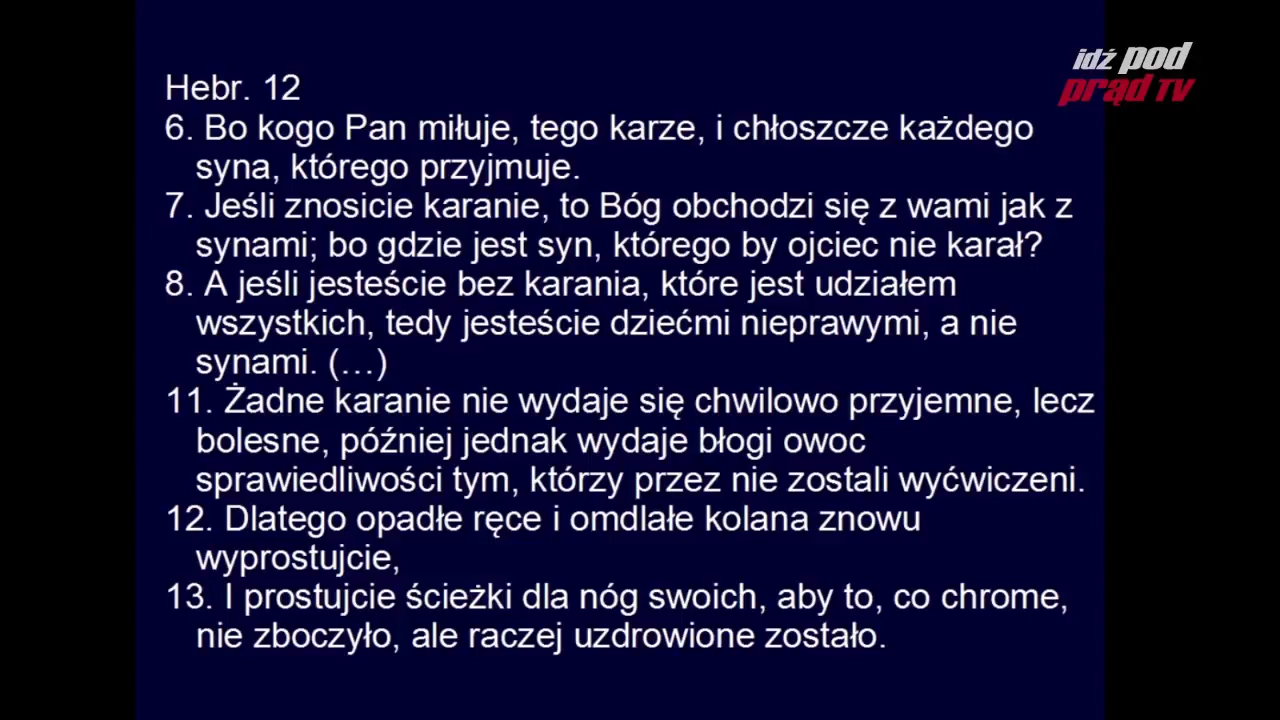 idź pod
prąd TV
Hebr. 12
6. Bo kogo Pan miłuje, tego karze, i chłoszcze każdego
syna, którego przyjmuje.
7. Jeśli znosicie karanie, to Bóg obchodzi się z wami jak z
synami; bo gdzie jest syn, którego by ojciec nie karał?
8. A jeśli jesteście bez karania, które jest udziałem
wszystkich, tedy jesteście dziećmi nieprawymi, a nie
synami. (…)
11. Żadne karanie nie wydaje się chwilowo przyjemne, lecz
bolesne, później jednak wydaje błogi owoc
sprawiedliwości tym, którzy przez nie zostali wyćwiczeni.
12. Dlatego opadłe ręce i omdlałe kolana znowu
wyprostujcie,
13. I prostujcie ścieżki dla nóg swoich, aby to, co chrome,
nie zboczyło, ale raczej uzdrowione zostało.